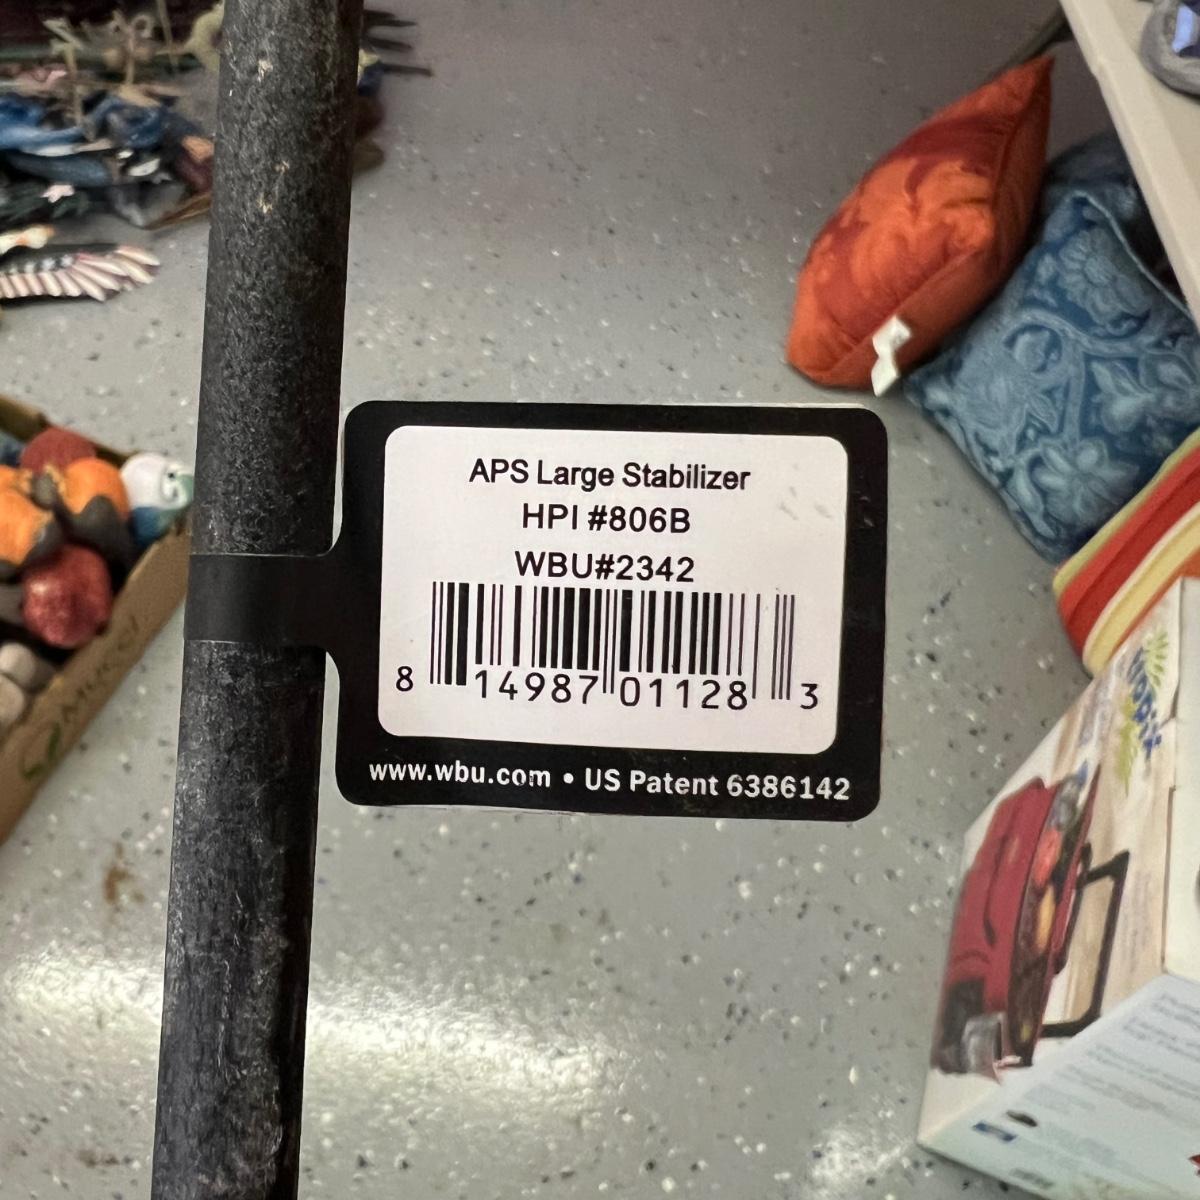 APS Large Stabilizer
HPI #806B
WBU#2342
8 14987 01128 3
www.wbu.com • US Patent 6386142